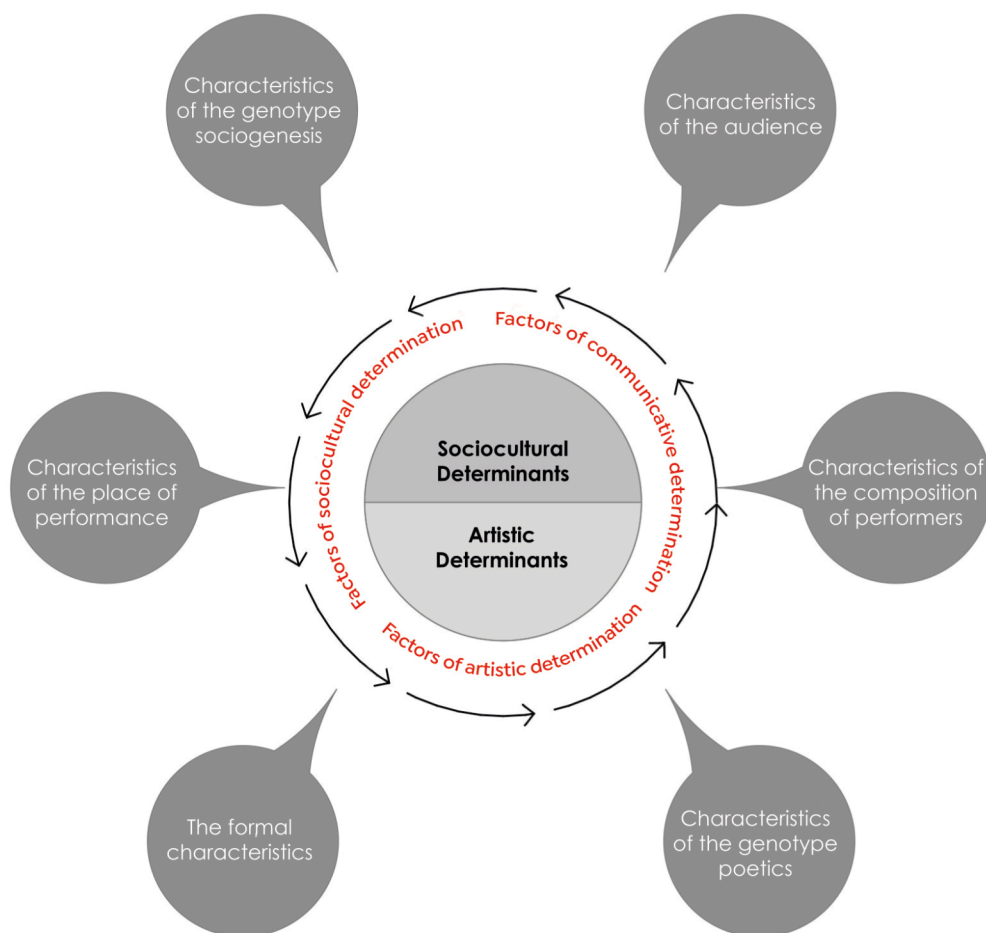 Characteristics
of the genotype
sociogenesis
Characteristics
of the audience
Factors of sociocultural determination
Factors of communicative determination
Sociocultural
Determinants
Characteristics
of the place of
performance
Characteristics of
the composition
of performers
Artistic
Determinants
Factors of artistic determination
The formal
characteristics
Characteristics
of the genotype
poetics